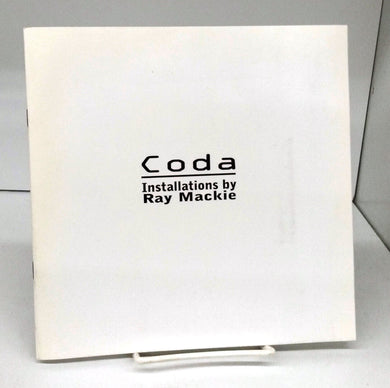 Coda
Installations by
Ray Mackie